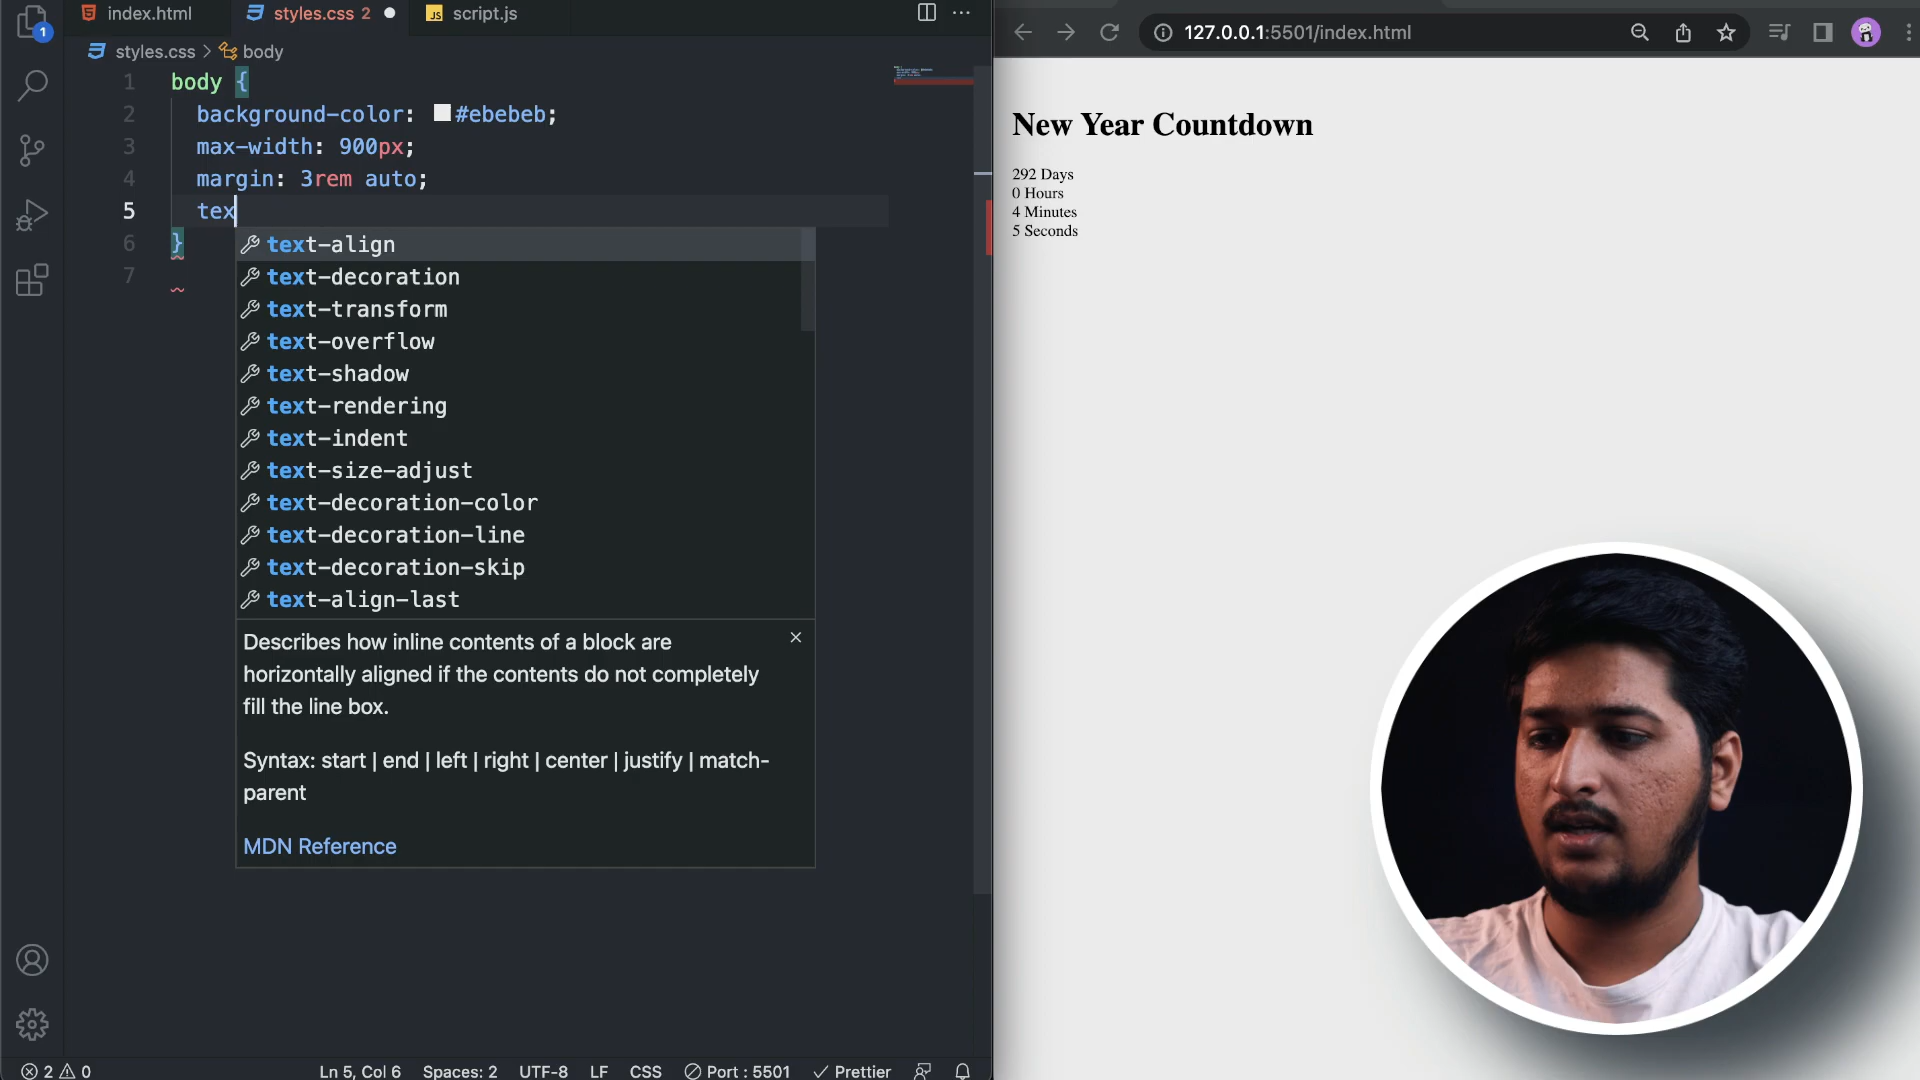 index.html
styles.css 2
JS script.js
styles.css > body
1 body {
2 background-color: #ebebeb;
3 max-width: 900px;
4 margin: 3rem auto;
5 tex
6 }
7
text-align
text-decoration
text-transform
text-overflow
text-shadow
text-rendering
text-indent
text-size-adjust
text-decoration-color
text-decoration-line
text-decoration-skip
text-align-last
Describes how inline contents of a block are
horizontally aligned if the contents do not completely
fill the line box.
Syntax: start | end | left | right | center | justify | match-
parent
MDN Reference
1
2 0
Ln 5, Col 6 Spaces: 2 UTF-8 LF CSS Port : 5501 Prettier
127.0.0.1:5501/index.html
New Year Countdown
292 Days
0 Hours
4 Minutes
5 Seconds